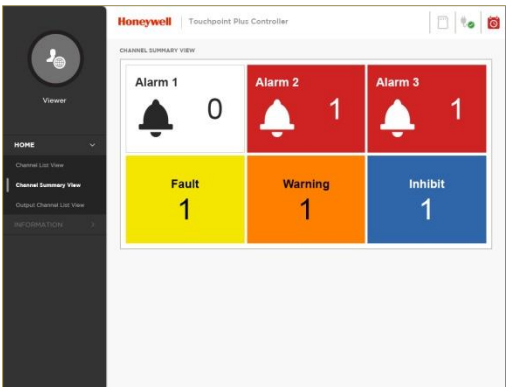 Honeywell Touchpoint Plus Controller
CHANNEL SUMMARY VIEW
Viewer
HOME
Channel List View
Channel Summary View
Output Channel List View
INFORMATION
Alarm 1
0
Alarm 2
1
Alarm 3
1
Fault
1
Warning
1
Inhibit
1